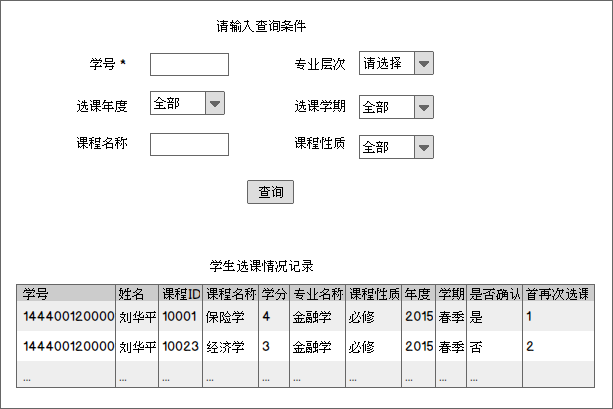 请输入查询条件
学号 * 专业层次 请选择
选课年度 全部 选课学期 全部
课程名称 课程性质 全部
查询
学生选课情况记录
学号 姓名 课程ID 课程名称 学分 专业名称 课程性质 年度 学期 是否确认 首再次选课
144400120000 刘华平 10001 保险学 4 金融学 必修 2015 春季 是 1
144400120000 刘华平 10023 经济学 3 金融学 必修 2015 春季 否 2
... ... ... ... ... ... ... ... ... ... ...